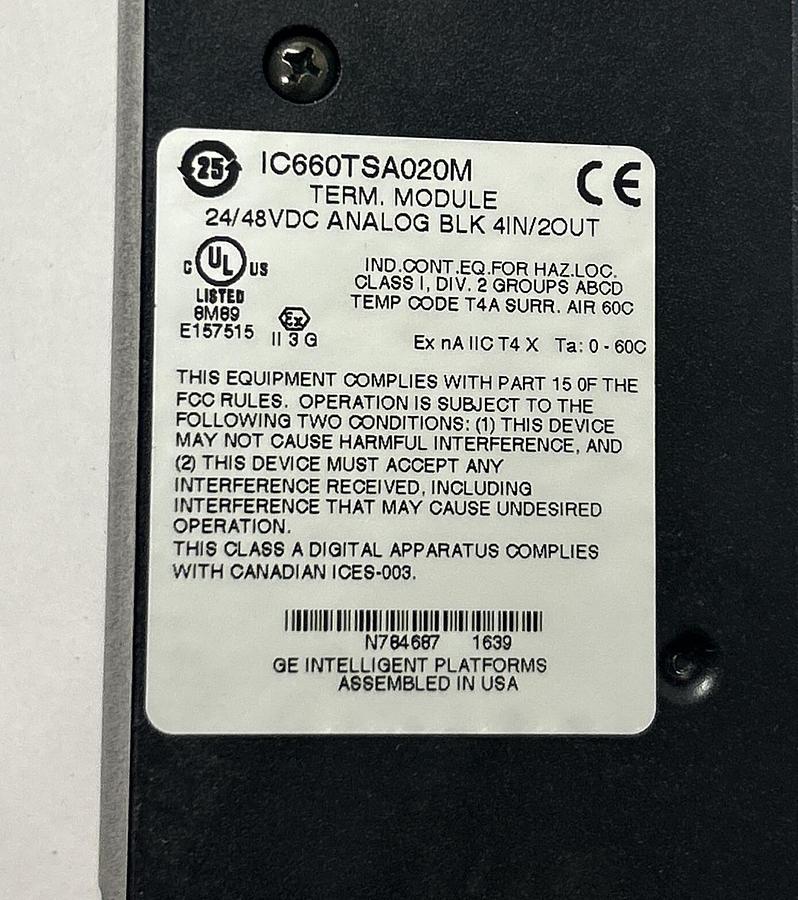 25 IC660TSA020M CE
TERM. MODULE
24/48VDC ANALOG BLK 4IN/2OUT
C UL US
LISTED
8M89
E157515
Ex
II 3 G
IND.CONT.EQ.FOR HAZ.LOC.
CLASS I, DIV. 2 GROUPS ABCD
TEMP CODE T4A SURR. AIR 60C
Ex nA IIC T4 X Ta: 0 - 60C
THIS EQUIPMENT COMPLIES WITH PART 15 OF THE
FCC RULES. OPERATION IS SUBJECT TO THE
FOLLOWING TWO CONDITIONS: (1) THIS DEVICE
MAY NOT CAUSE HARMFUL INTERFERENCE, AND
(2) THIS DEVICE MUST ACCEPT ANY
INTERFERENCE RECEIVED, INCLUDING
INTERFERENCE THAT MAY CAUSE UNDESIRED
OPERATION.
THIS CLASS A DIGITAL APPARATUS COMPLIES
WITH CANADIAN ICES-003.
N784687 1639
GE INTELLIGENT PLATFORMS
ASSEMBLED IN USA